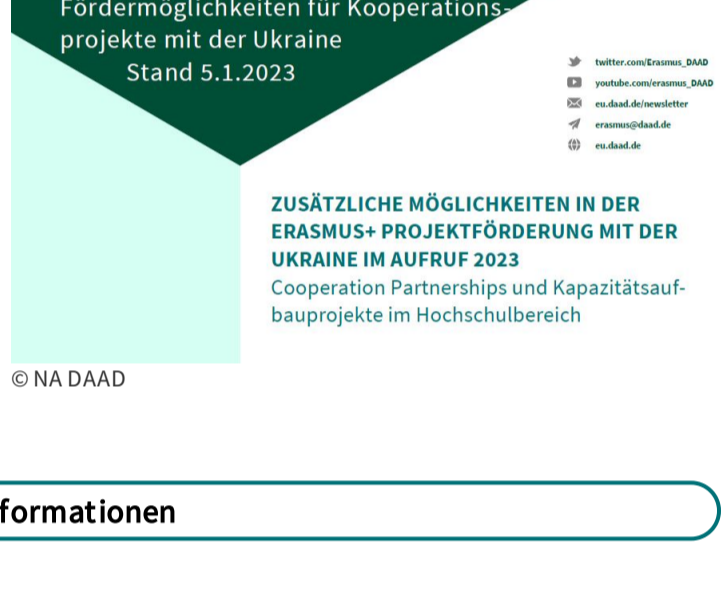 Fördermöglichkeiten für Kooperations-
projekte mit der Ukraine
Stand 5.1.2023
twitter.com/Erasmus_DAAD
youtube.com/erasmus_DAAD
eu.daad.de/newsletter
erasmus@daad.de
eu.daad.de
ZUSÄTZLICHE MÖGLICHKEITEN IN DER
ERASMUS+ PROJEKTFÖRDERUNG MIT DER
UKRAINE IM AUFRUF 2023
Cooperation Partnerships und Kapazitätsauf-
bauprojekte im Hochschulbereich
© NA DAAD
formationen